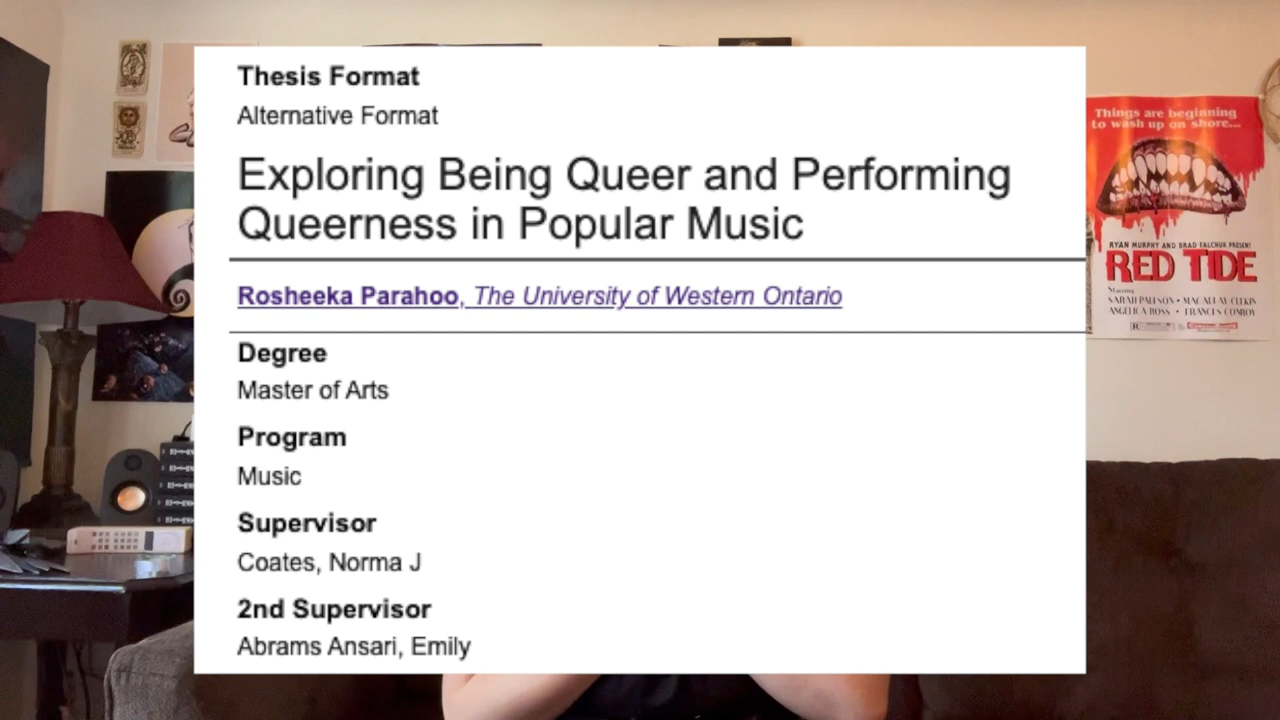 Thesis Format
Alternative Format
Exploring Being Queer and Performing
Queerness in Popular Music
Rosheeka Parahoo, The University of Western Ontario
Degree
Master of Arts
Program
Music
Supervisor
Coates, Norma J
2nd Supervisor
Abrams Ansari, Emily
Things are beginning
to wash up on shore...
RYAN MURPHY AND BRAD FALCHUK PRESENT
RED TIDE
Starring
SARAH PAULSON • MACAULAY CULKIN
ANGELICA ROSS • FRANCES CONROY
R